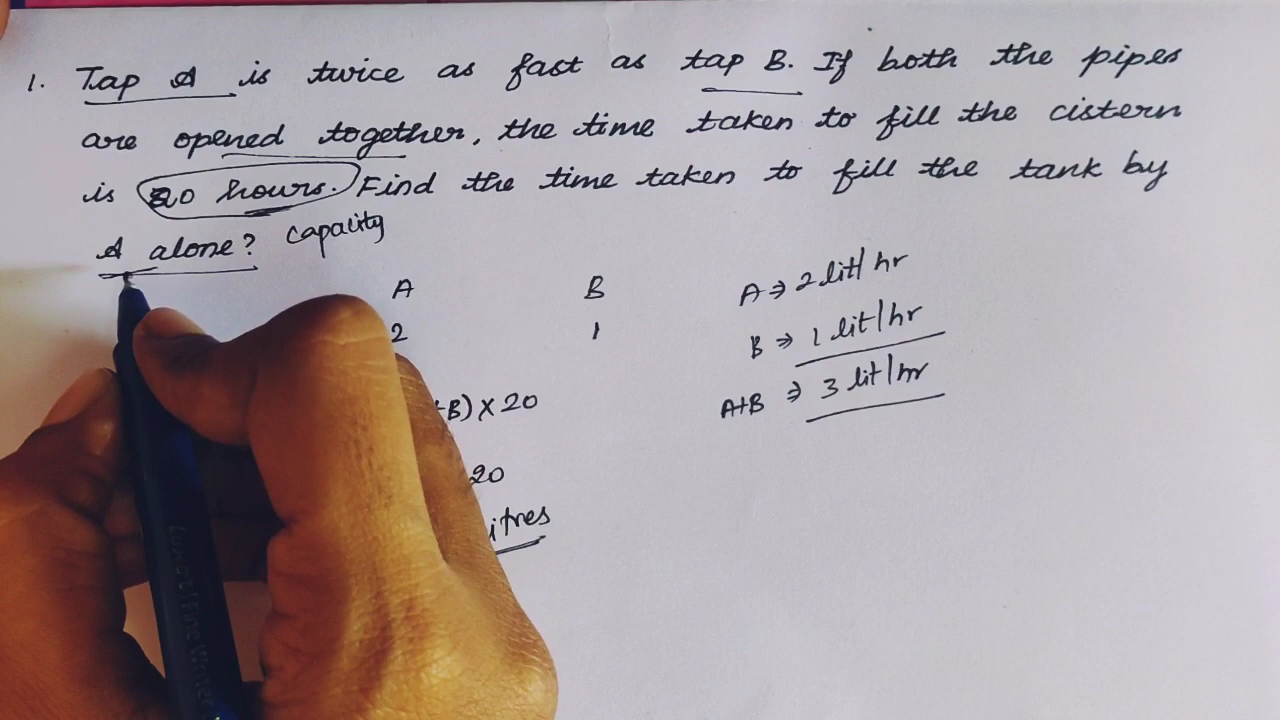 1. Tap A is twice as fast as tap B. If both the pipes
are opened together, the time taken to fill the cistern
is 20 hours. Find the time taken to fill the tank by
A alone? Capacity
A B
2 1
+B) X 20
20
itres
A ⇒ 2 lit/hr
B ⇒ 1 lit/hr
A+B ⇒ 3 lit/hr